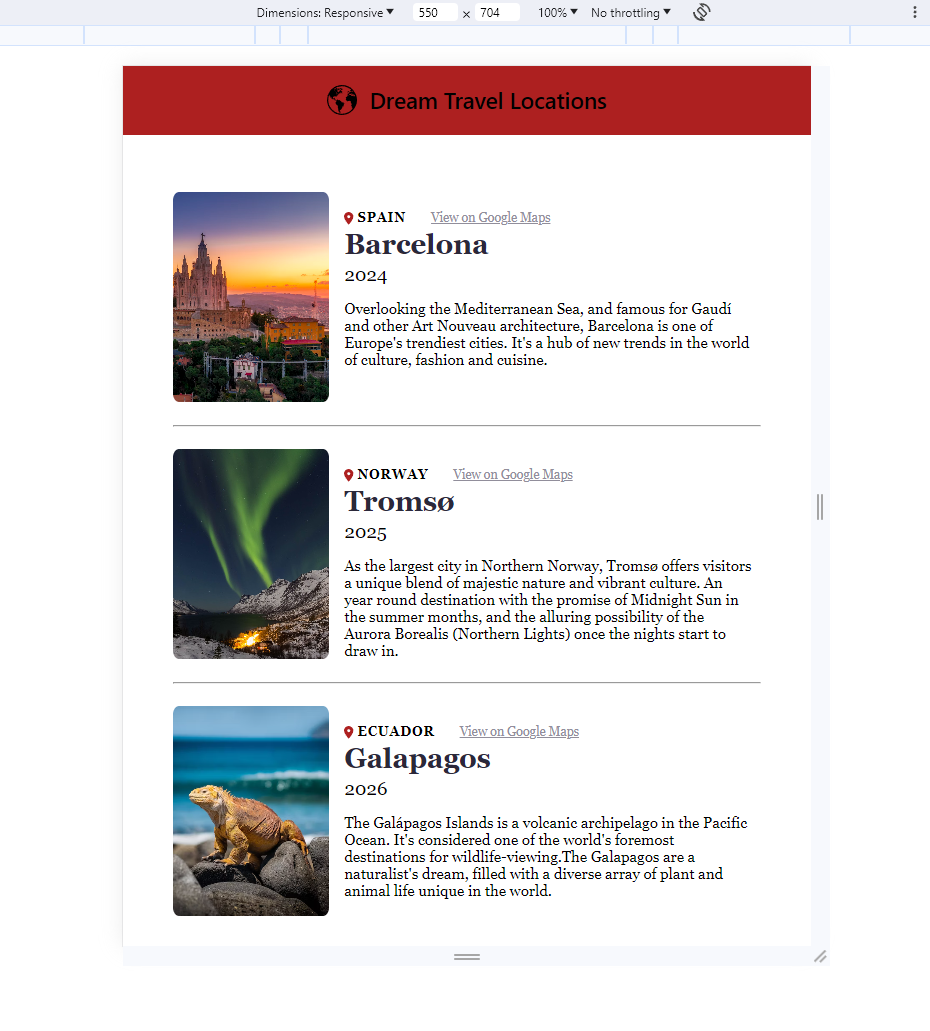 Dimensions: Responsive 550 x 704 100% No throttling
Dream Travel Locations
SPAIN View on Google Maps
Barcelona
2024
Overlooking the Mediterranean Sea, and famous for Gaudí
and other Art Nouveau architecture, Barcelona is one of
Europe's trendiest cities. It's a hub of new trends in the world
of culture, fashion and cuisine.
NORWAY View on Google Maps
Tromsø
2025
As the largest city in Northern Norway, Tromsø offers visitors
a unique blend of majestic nature and vibrant culture. An
year round destination with the promise of Midnight Sun in
the summer months, and the alluring possibility of the
Aurora Borealis (Northern Lights) once the nights start to
draw in.
ECUADOR View on Google Maps
Galapagos
2026
The Galápagos Islands is a volcanic archipelago in the Pacific
Ocean. It's considered one of the world's foremost
destinations for wildlife-viewing.The Galapagos are a
naturalist's dream, filled with a diverse array of plant and
animal life unique in the world.